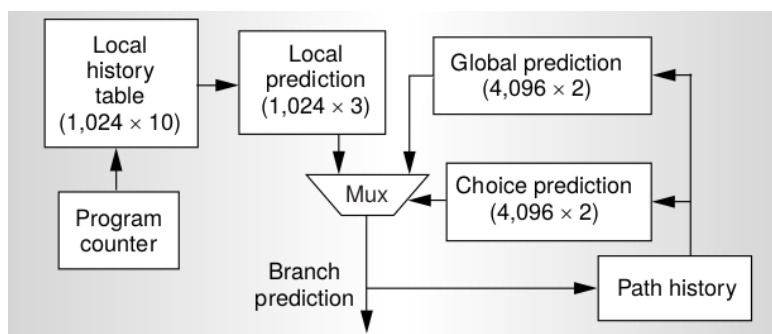 Local
history
table
(1,024 × 10)
Local
prediction
(1,024 × 3)
Global prediction
(4,096 × 2)
Program
counter
Mux
Choice prediction
(4,096 × 2)
Branch
prediction
Path history